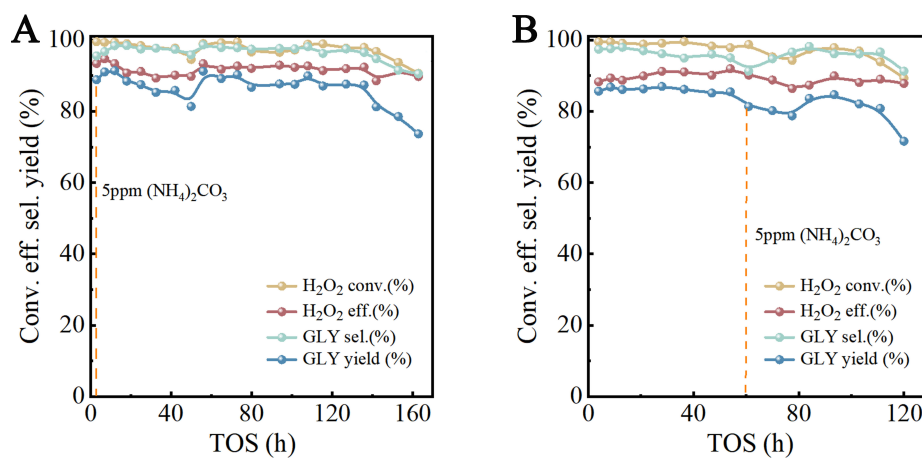 A
Conv. eff. sel. yield (%)
100
80
60
40
20
0
5ppm (NH₄)₂CO₃
H₂O₂ conv.(%)
H₂O₂ eff.(%)
GLY sel.(%)
GLY yield (%)
0 40 80 120 160
TOS (h)
B
Conv. eff. sel. yield (%)
100
80
60
40
20
0
5ppm (NH₄)₂CO₃
H₂O₂ conv.(%)
H₂O₂ eff.(%)
GLY sel.(%)
GLY yield (%)
0 40 80 120
TOS (h)